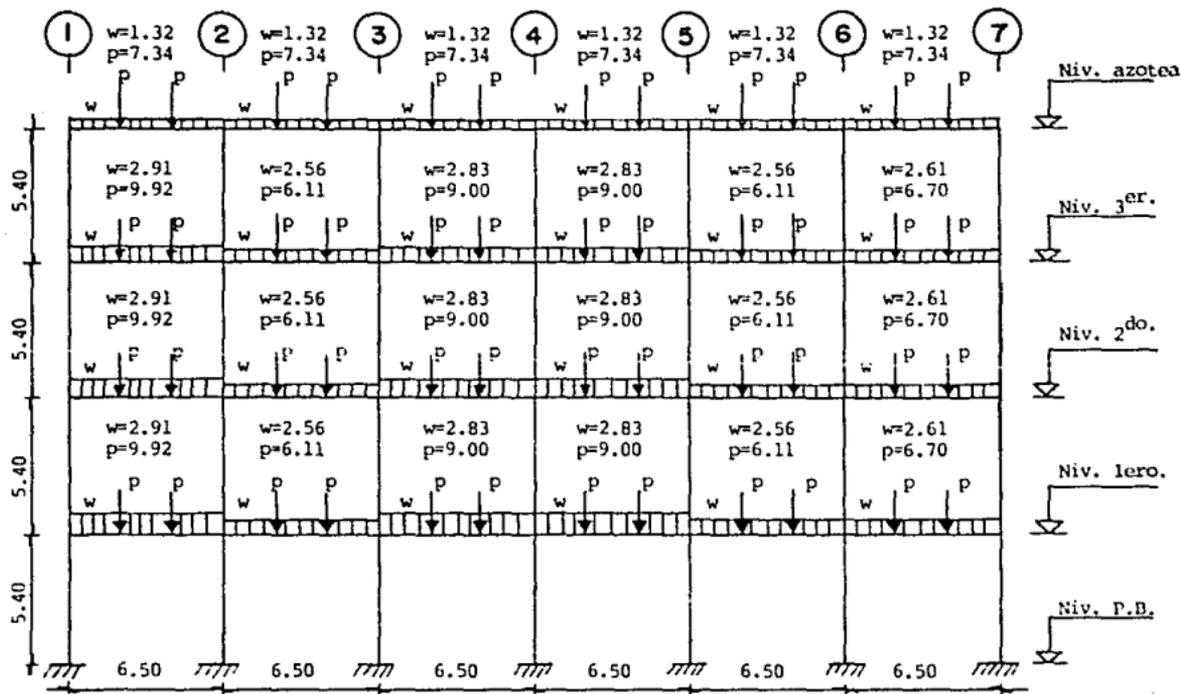 1 w=1.32 2 w=1.32 3 w=1.32 4 w=1.32 5 w=1.32 6 w=1.32 7
p=7.34 p=7.34 p=7.34 p=7.34 p=7.34 p=7.34
Niv. azotea
p p p p p p p p p p p p
w w w w w w
w=2.91 w=2.56 w=2.83 w=2.83 w=2.56 w=2.61
p=9.92 p=6.11 p=9.00 p=9.00 p=6.11 p=6.70
5.40
Niv. 3er.
p p p p p p p p p p p p
w w w w w w
w=2.91 w=2.56 w=2.83 w=2.83 w=2.56 w=2.61
p=9.92 p=6.11 p=9.00 p=9.00 p=6.11 p=6.70
5.40
Niv. 2do.
p p p p p p p p p p p p
w w w w w w
w=2.91 w=2.56 w=2.83 w=2.83 w=2.56 w=2.61
p=9.92 p=6.11 p=9.00 p=9.00 p=6.11 p=6.70
5.40
Niv. 1ero.
p p p p p p p p p p p p
w w w w w w
5.40
Niv. P.B.
6.50 6.50 6.50 6.50 6.50 6.50